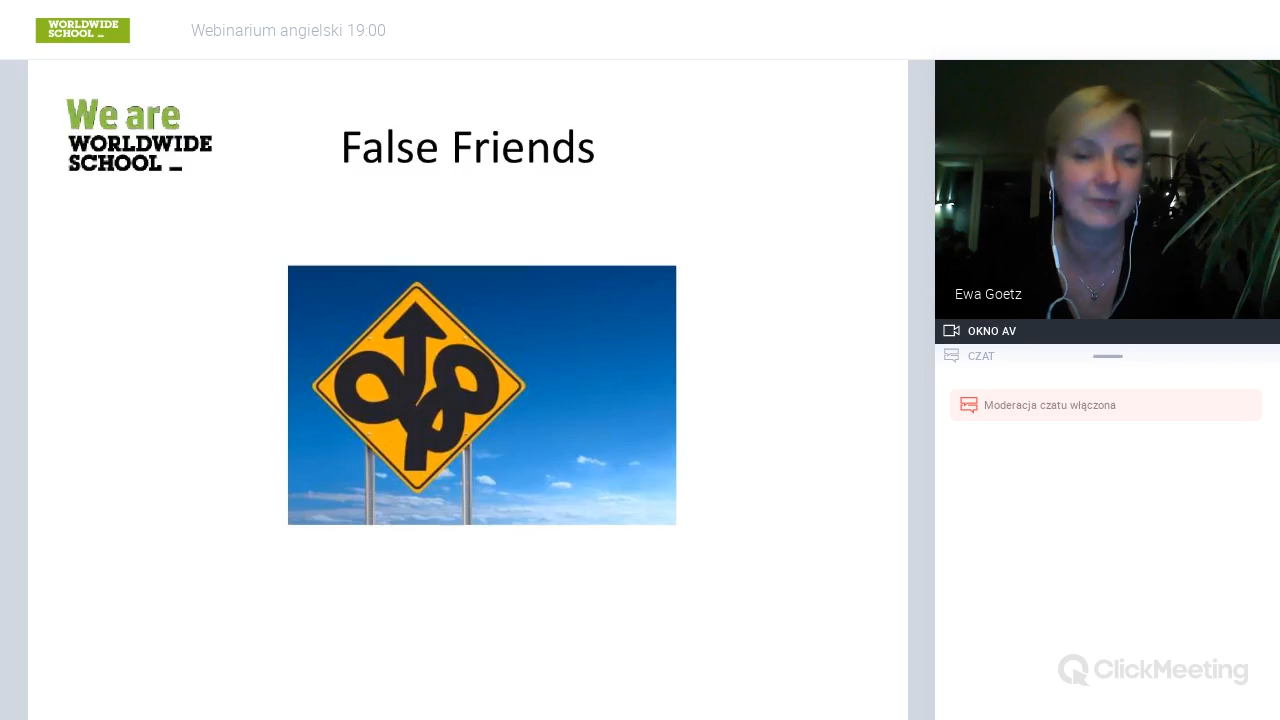 WORLDWIDE
SCHOOL _
Webinarium angielski 19:00
We are
WORLDWIDE
SCHOOL _
False Friends
Ewa Goetz
OKNO AV
CZAT
Moderacja czatu włączona
ClickMeeting